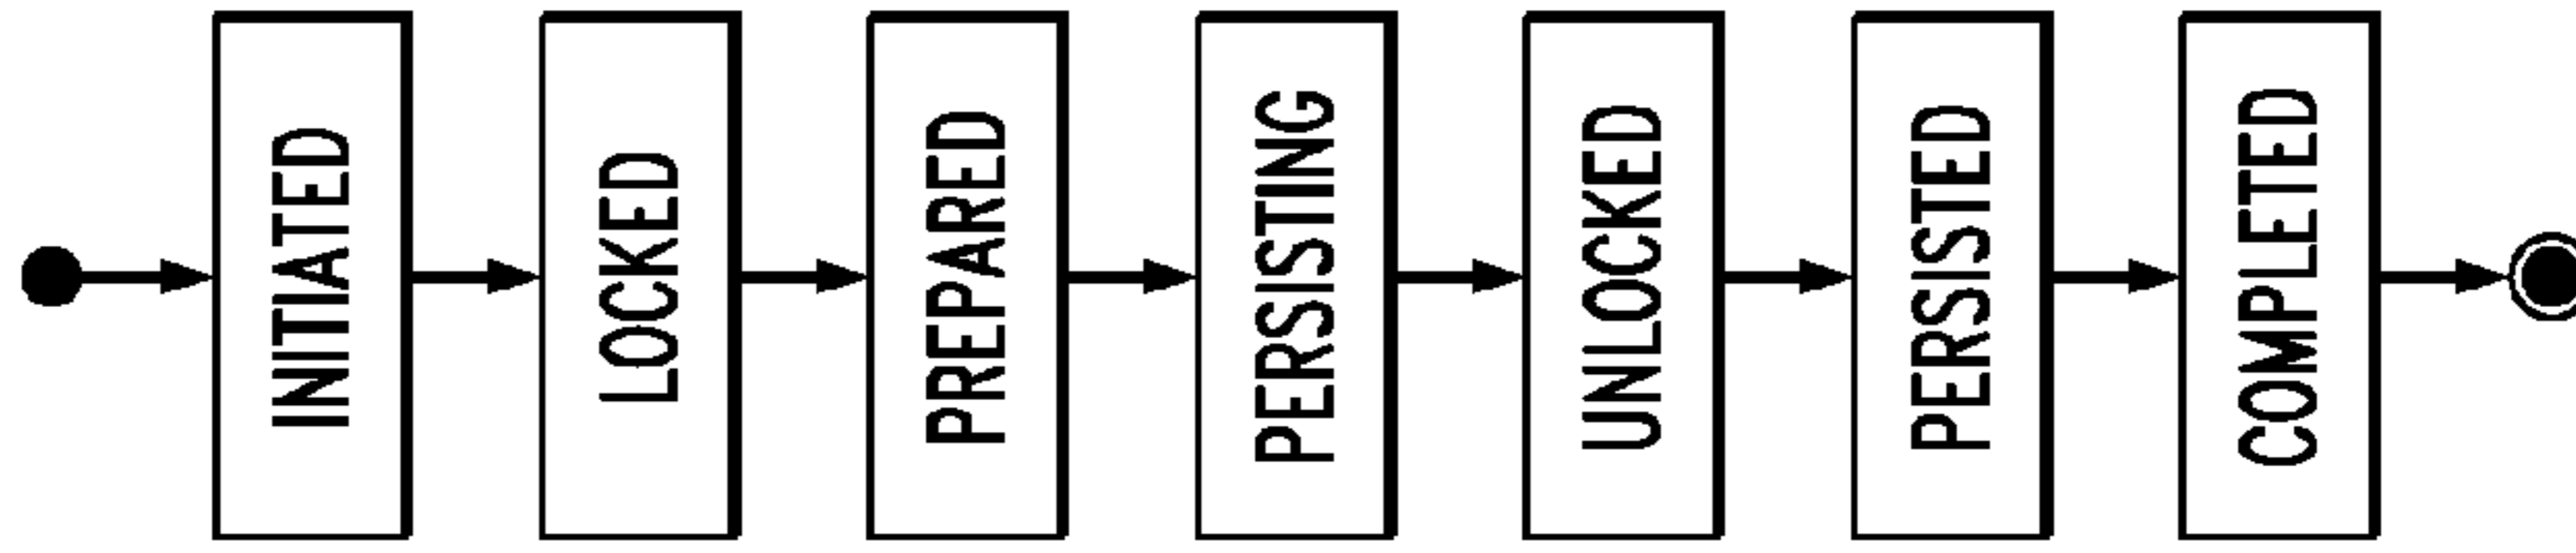 INITIATED
LOCKED
PREPARED
PERSISTING
UNLOCKED
PERSISTED
COMPLETED